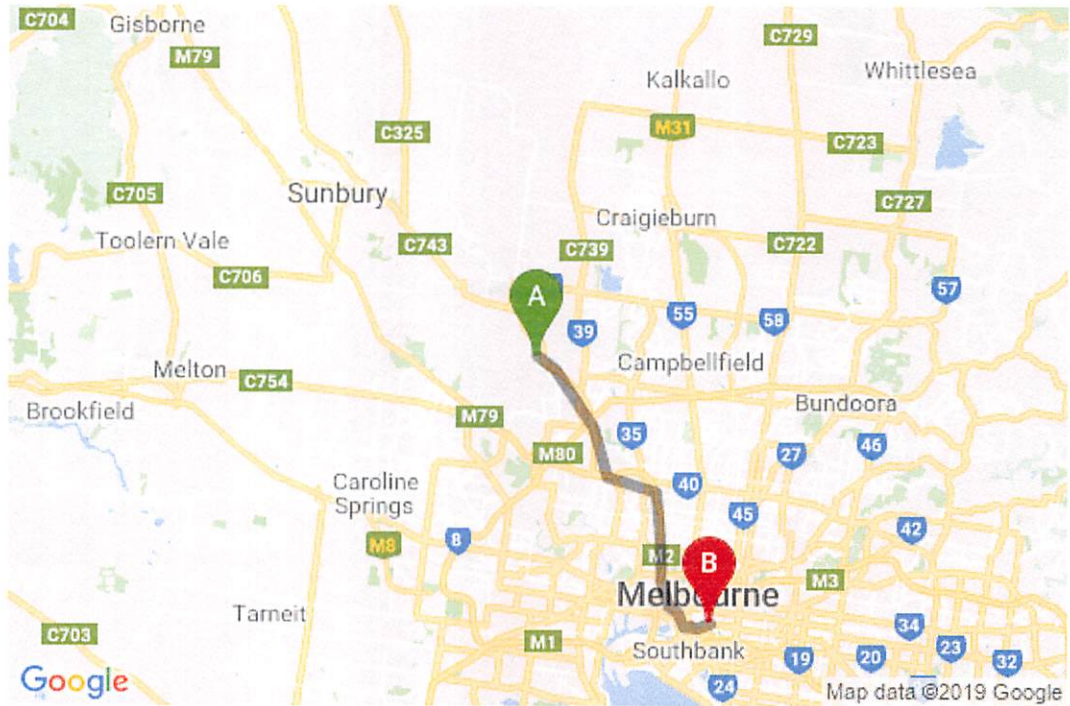 C704
Gisborne
M79
C729
Whittlesea
Kalkallo
M31
C325
C723
C705
Sunbury
C727
Craigieburn
Toolern Vale
C743
C739
C722
C706
A
57
55
58
39
Campbellfield
Melton
C754
Brookfield
Bundoora
M79
35
46
M80
27
Caroline
Springs
40
45
42
M8
8
M2
B
M3
Melbourne
Tarneit
C703
34
M1
Southbank
23
19
20
32
24
Google
Map data ©2019 Google